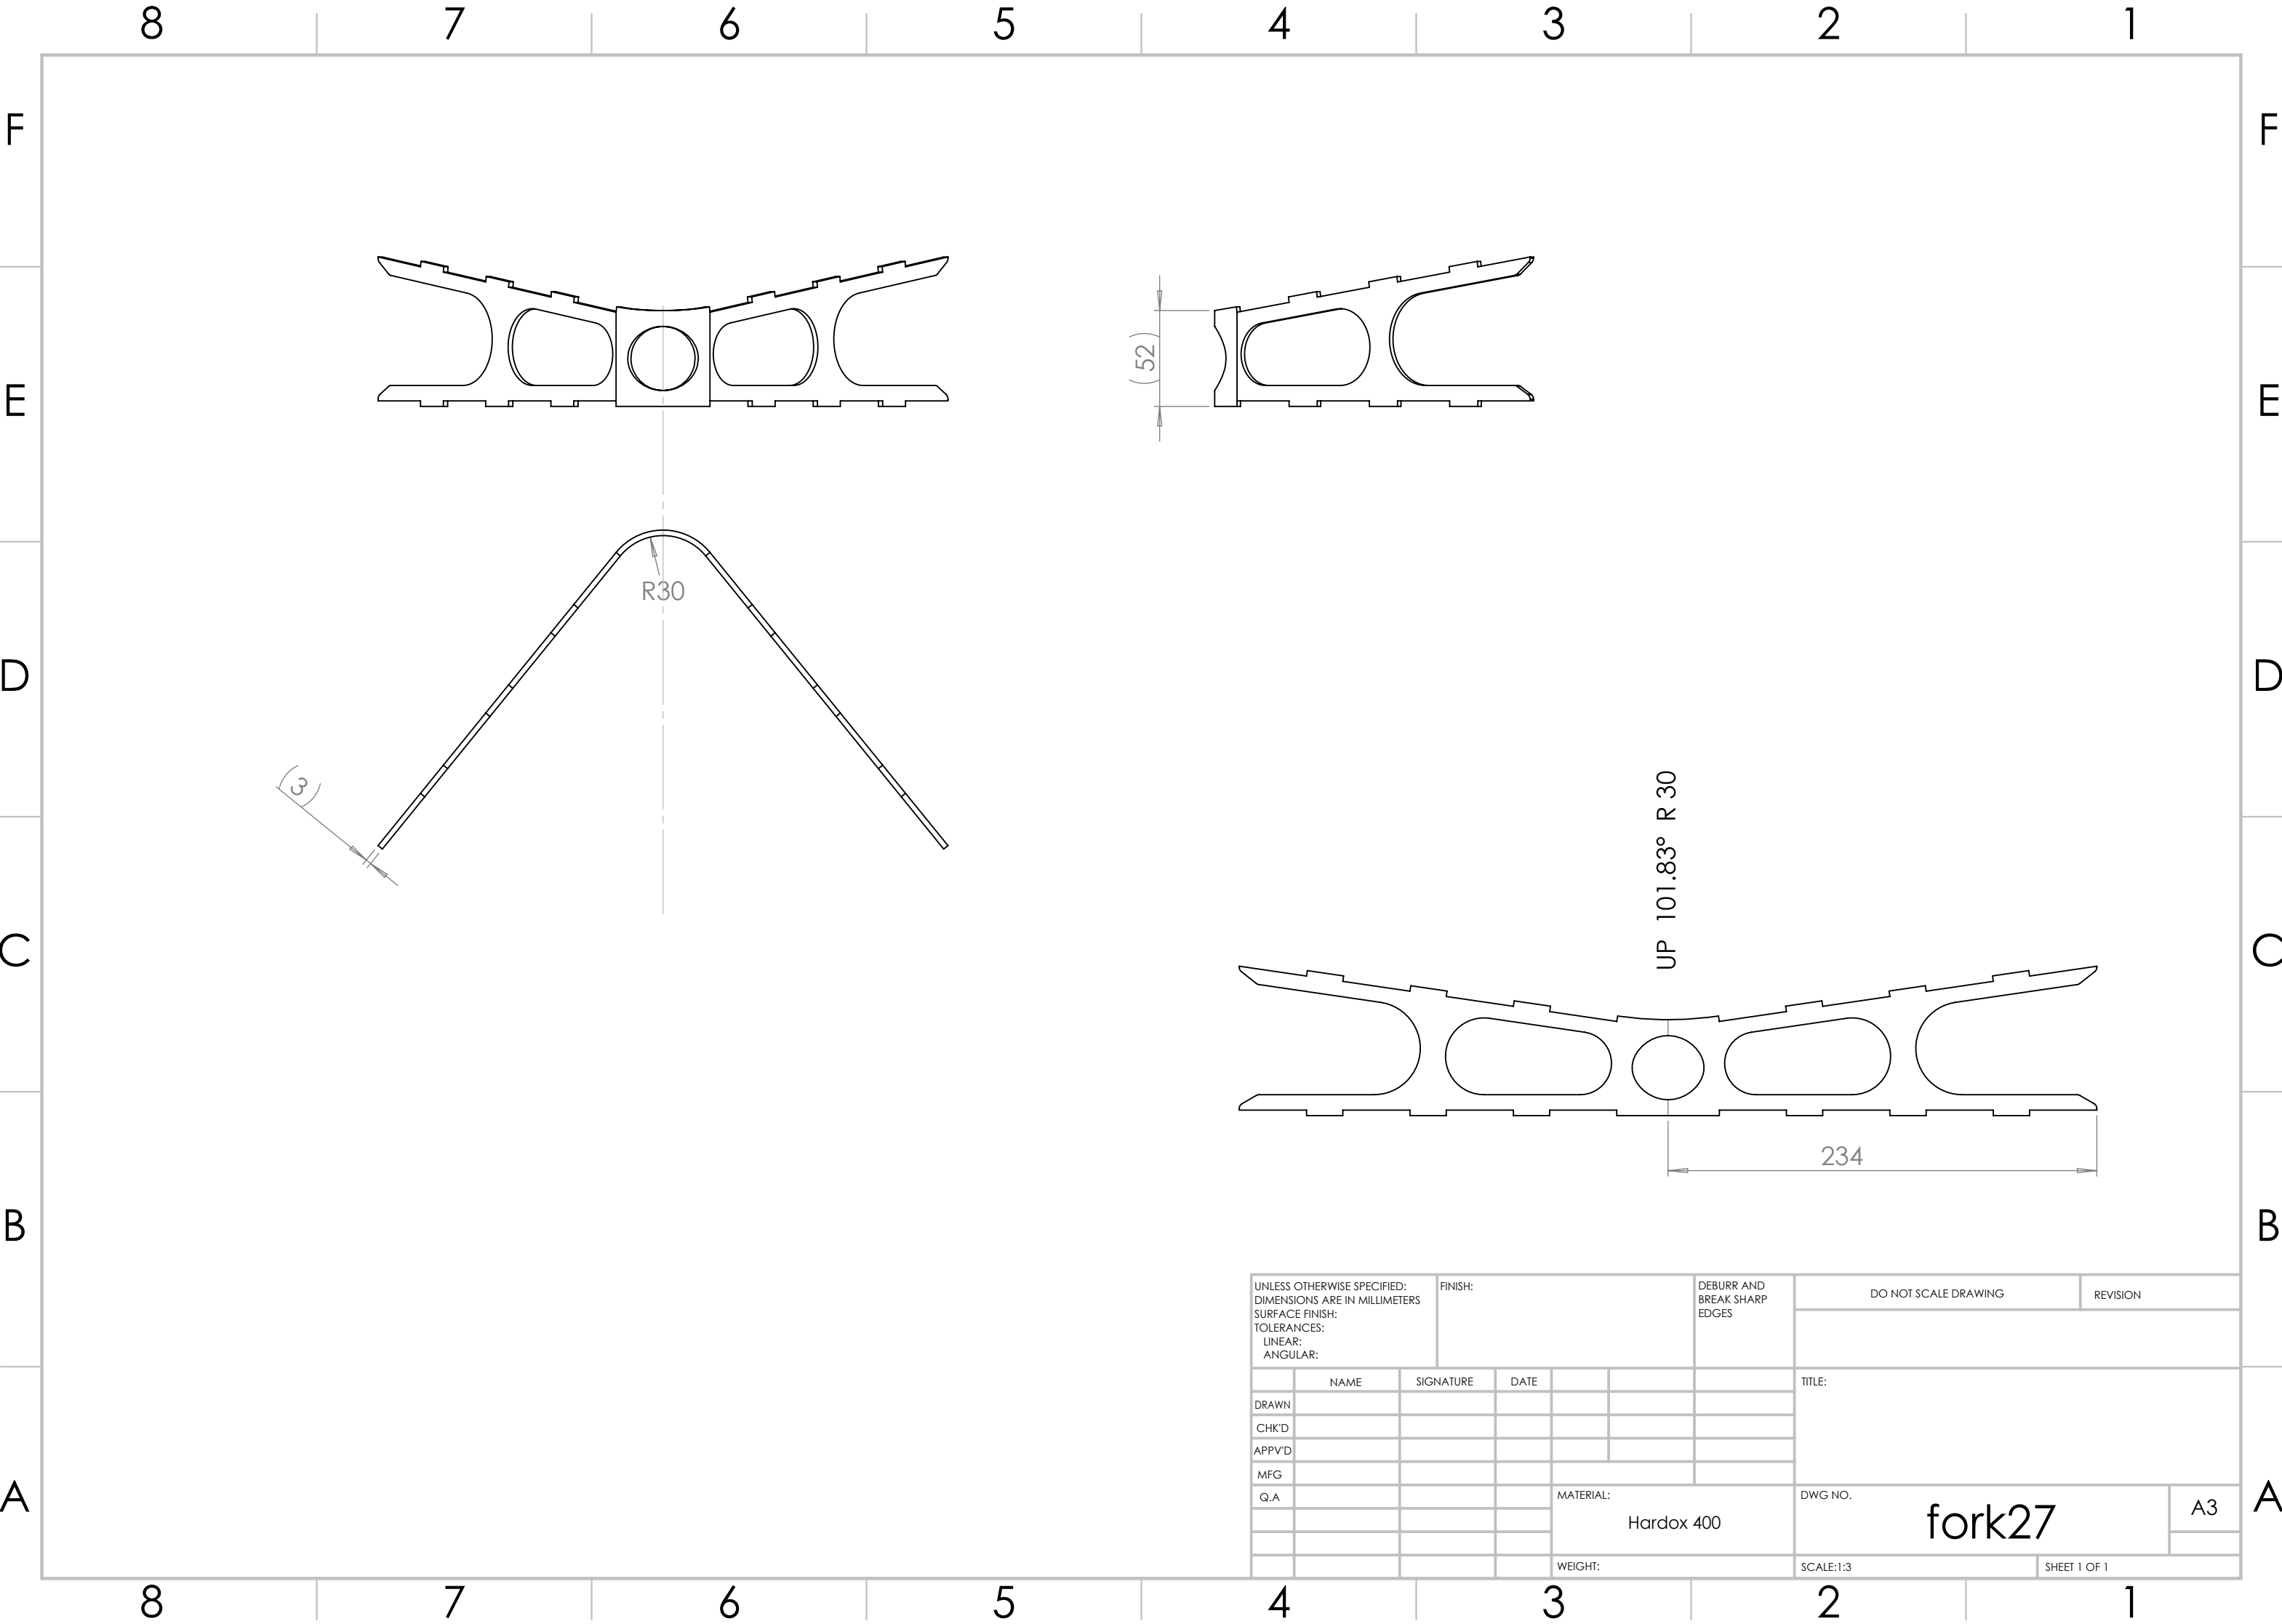 8 7 6 5 4 3 2 1
F F
E E
D D
C C
B B
A A
(52)
R30
(3)
UP 101.83° R 30
234
UNLESS OTHERWISE SPECIFIED:
DIMENSIONS ARE IN MILLIMETERS
SURFACE FINISH:
TOLERANCES:
LINEAR:
ANGULAR:
FINISH:
DEBURR AND
BREAK SHARP
EDGES
DO NOT SCALE DRAWING
REVISION
NAME SIGNATURE DATE
DRAWN
CHK'D
APPV'D
MFG
Q.A
TITLE:
MATERIAL:
Hardox 400
DWG NO.
fork27
A3
WEIGHT:
SCALE:1:3
SHEET 1 OF 1
8 7 6 5 4 3 2 1